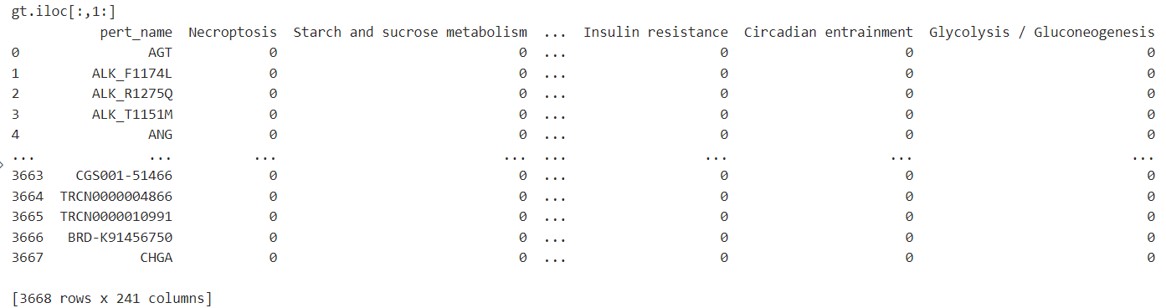 gt.iloc[:,1:]
pert_name Necroptosis Starch and sucrose metabolism ... Insulin resistance Circadian entrainment Glycolysis / Gluconeogenesis
0 AGT 0 0 ... 0 0 0
1 ALK_F1174L 0 0 ... 0 0 0
2 ALK_R1275Q 0 0 ... 0 0 0
3 ALK_T1151M 0 0 ... 0 0 0
4 ANG 0 0 ... 0 0 0
... ... ... ... ... ... ... ...
3663 CGS001-51466 0 0 ... 0 0 0
3664 TRCN0000004866 0 0 ... 0 0 0
3665 TRCN0000010991 0 0 ... 0 0 0
3666 BRD-K91456750 0 0 ... 0 0 0
3667 CHGA 0 0 ... 0 0 0
[3668 rows x 241 columns]